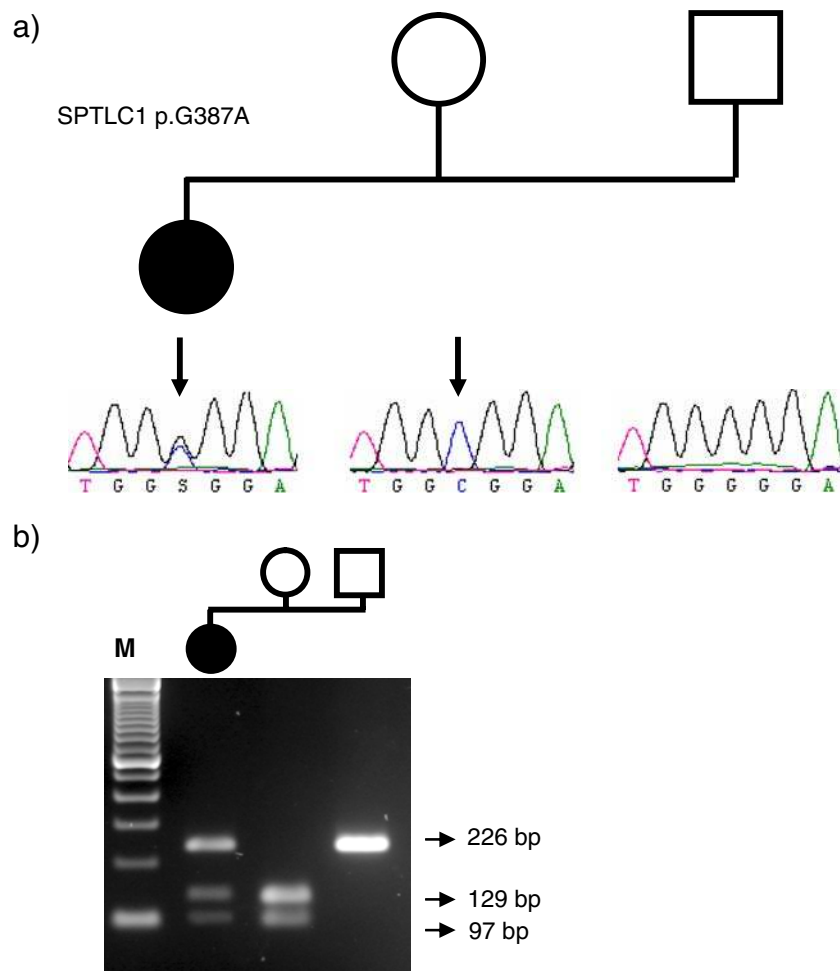 a)
SPTLC1 p.G387A
T G G S G G A
T G G C G G A
T G G G G G A
b)
M
226 bp
129 bp
97 bp